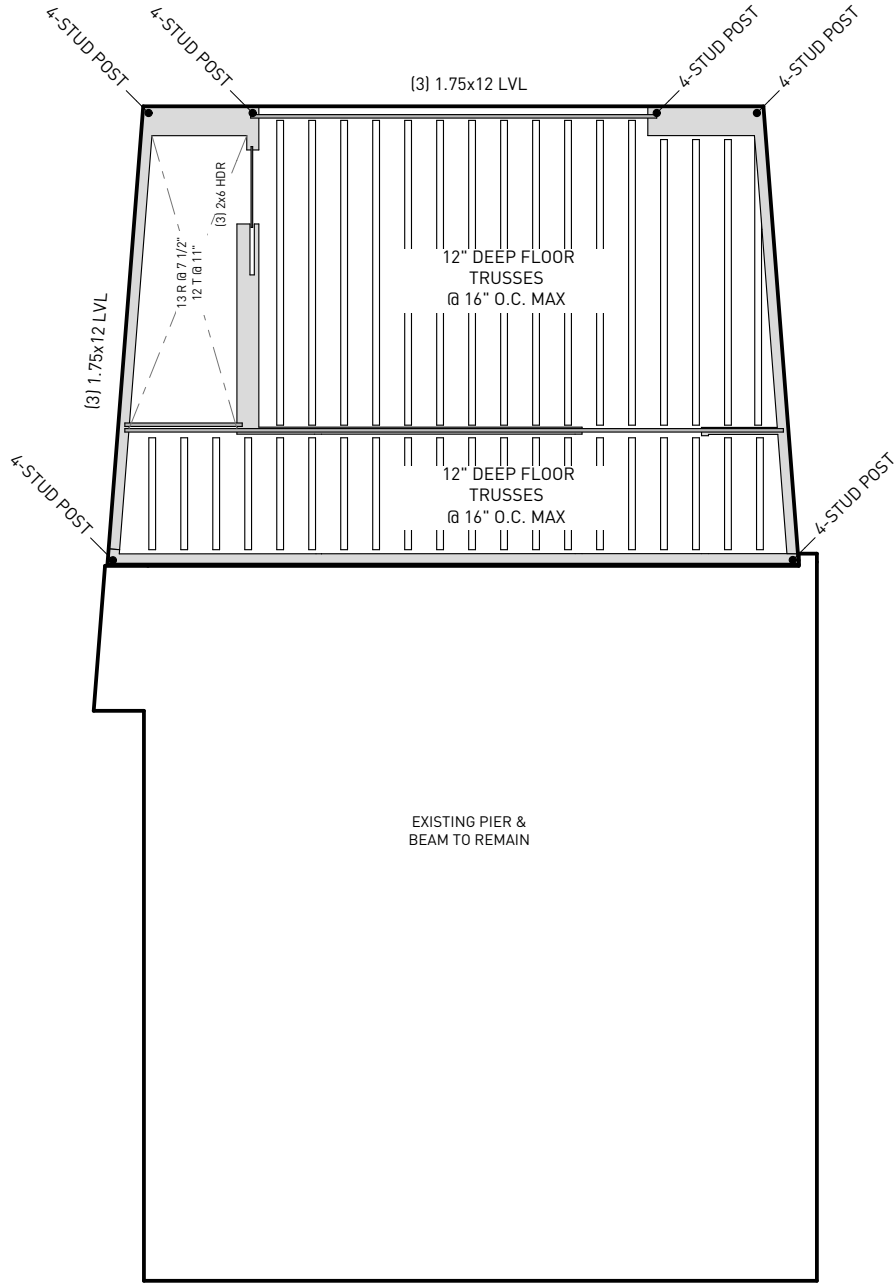 4-STUD POST
4-STUD POST
4-STUD POST
4-STUD POST
(3) 1.75x12 LVL
(3) 2x6 HDR
13 R @ 7 1/2"
12 T @ 11"
12" DEEP FLOOR
TRUSSES
@ 16" O.C. MAX
(3) 1.75x12 LVL
4-STUD POST
12" DEEP FLOOR
TRUSSES
@ 16" O.C. MAX
4-STUD POST
EXISTING PIER &
BEAM TO REMAIN